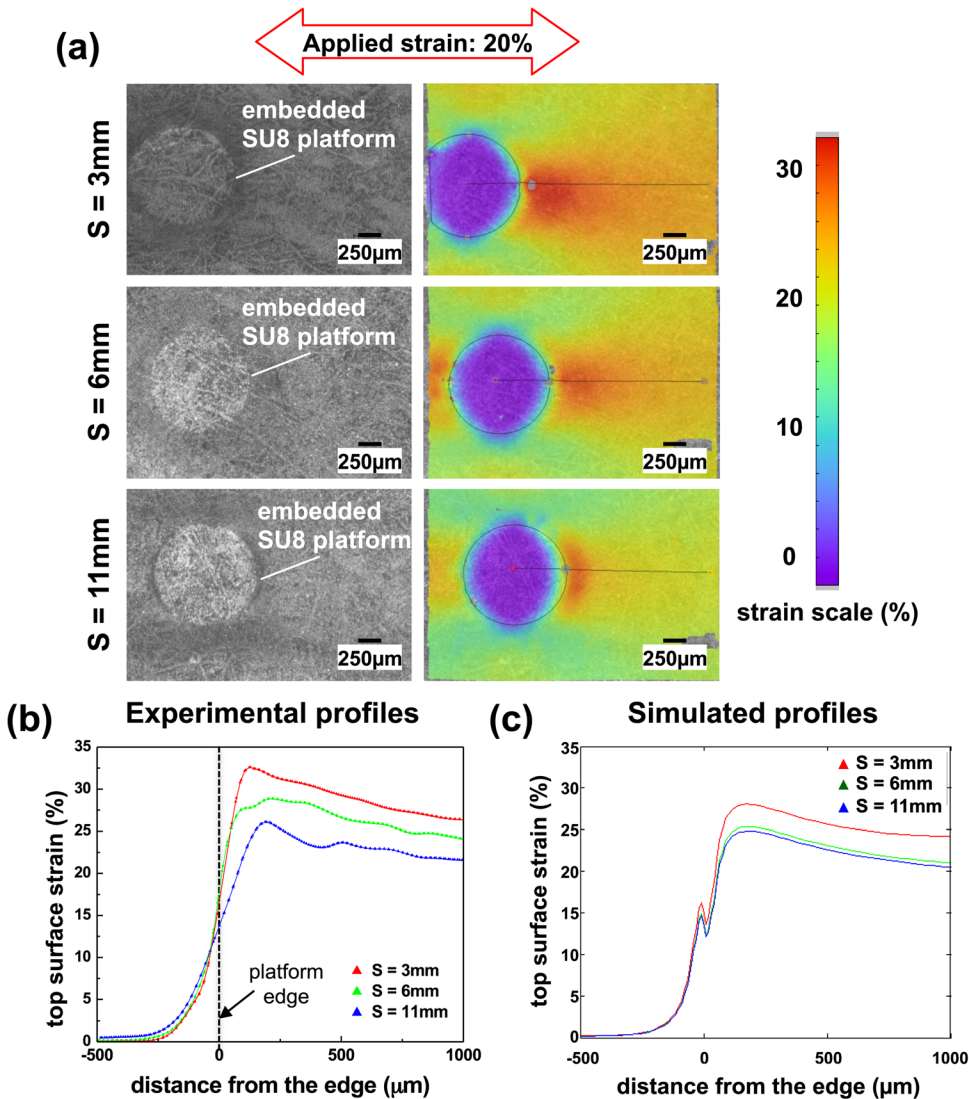 (a)
Applied strain: 20%
S = 3mm
embedded
SU8 platform
250µm
250µm
S = 6mm
embedded
SU8 platform
250µm
250µm
S = 11mm
embedded
SU8 platform
250µm
250µm
30
20
10
0
strain scale (%)
(b)
Experimental profiles
top surface strain (%)
35
30
25
20
15
10
5
0
-500
0
500
1000
platform
edge
S = 3mm
S = 6mm
S = 11mm
distance from the edge (µm)
(c)
Simulated profiles
top surface strain (%)
35
30
25
20
15
10
5
0
-500
0
500
1000
S = 3mm
S = 6mm
S = 11mm
distance from the edge (µm)